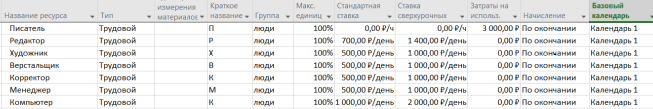 Название ресурса Тип измерения материалов Краткое название Группа Макс. единиц Стандартная ставка Ставка сверхурочных Затраты на использ. Начисление Базовый календарь
Писатель Трудовой П люди 100% 0,00 ₽/ч 0,00 ₽/ч 3 000,00 ₽ По окончании Календарь 1
Редактор Трудовой Р люди 100% 700,00 ₽/день 1 400,00 ₽/день 0,00 ₽ По окончании Календарь 1
Художник Трудовой Х люди 100% 500,00 ₽/день 1 000,00 ₽/день 0,00 ₽ По окончании Календарь 1
Верстальщик Трудовой В люди 100% 500,00 ₽/день 1 000,00 ₽/день 0,00 ₽ По окончании Календарь 1
Корректор Трудовой К люди 100% 500,00 ₽/день 1 000,00 ₽/день 0,00 ₽ По окончании Календарь 1
Менеджер Трудовой М люди 100% 500,00 ₽/день 1 000,00 ₽/день 0,00 ₽ По окончании Календарь 1
Компьютер Трудовой К люди 100% 1 000,00 ₽/день 2 000,00 ₽/день 0,00 ₽ По окончании Календарь 1